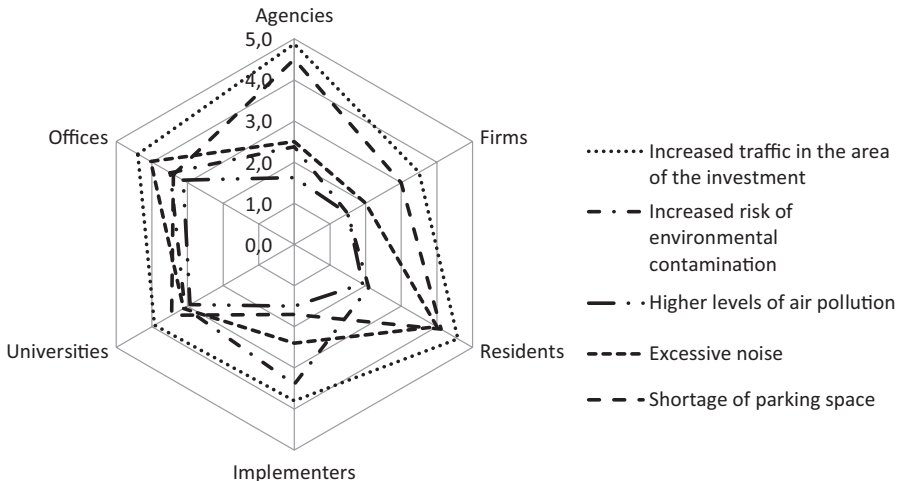 Agencies
5,0
4,0
3,0
2,0
1,0
0,0
Offices
Firms
Universities
Residents
Implementers
Increased traffic in the area
of the investment
Increased risk of
environmental
contamination
Higher levels of air pollution
Excessive noise
Shortage of parking space